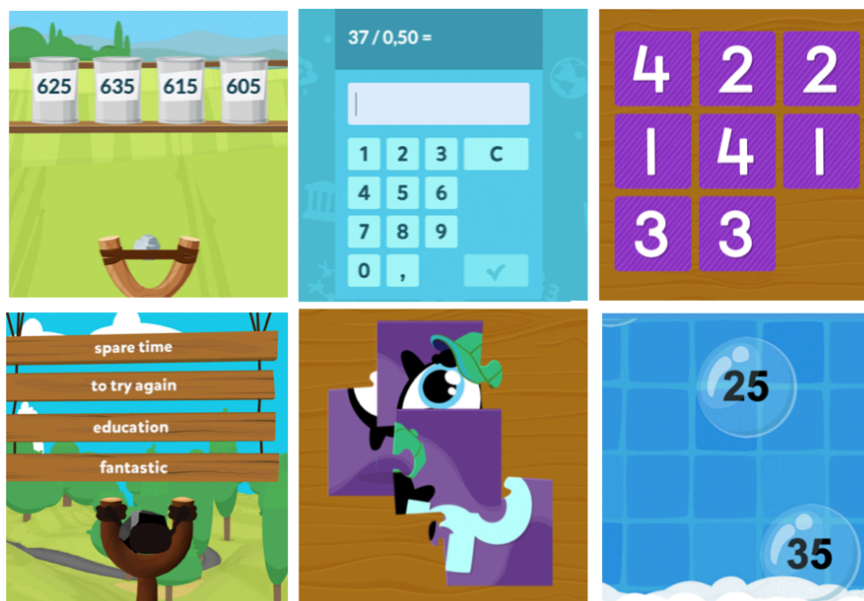 625 635 615 605
37 / 0,50 =
1 2 3 C
4 5 6
7 8 9
0 ,
4 2 2
1 4 1
3 3
spare time
to try again
education
fantastic
25
35